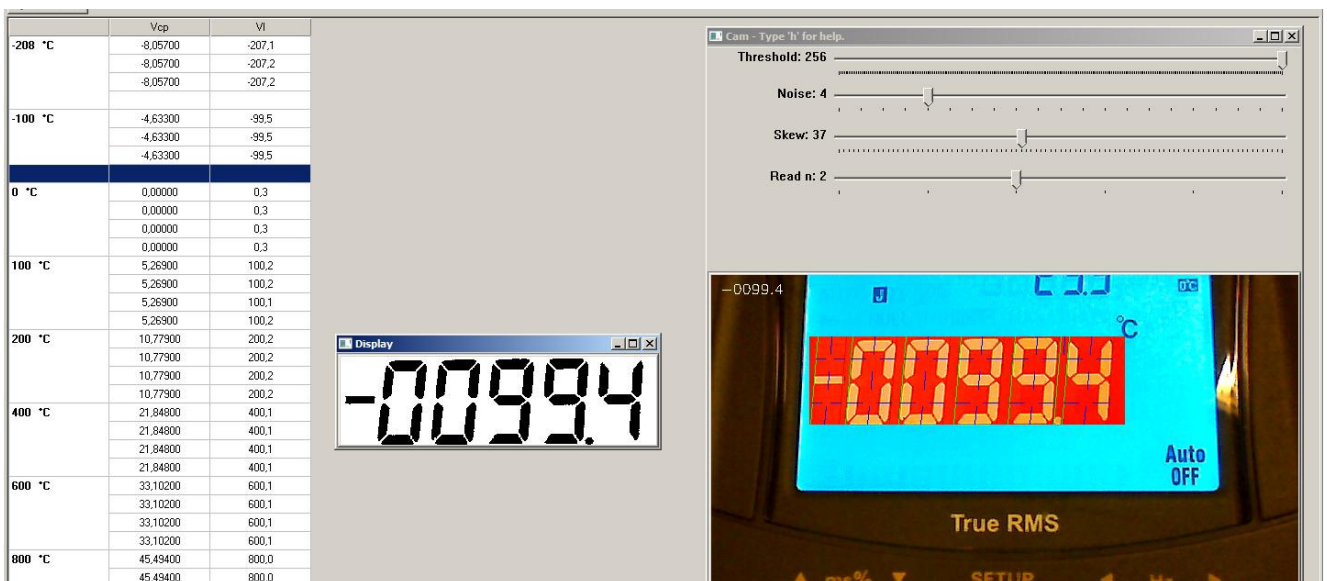 Vcp VI
-208 °C -8,05700 -207,1
-8,05700 -207,2
-8,05700 -207,2
-100 °C -4,63300 -99,5
-4,63300 -99,5
-4,63300 -99,5
0 °C 0,00000 0,3
0,00000 0,3
0,00000 0,3
0,00000 0,3
100 °C 5,26900 100,2
5,26900 100,2
5,26900 100,1
5,26900 100,2
200 °C 10,77900 200,2
10,77900 200,2
10,77900 200,2
10,77900 200,2
400 °C 21,84800 400,1
21,84800 400,1
21,84800 400,1
21,84800 400,1
600 °C 33,10200 600,1
33,10200 600,1
33,10200 600,1
33,10200 600,1
800 °C 45,49400 800,0
45,49400 800,0
Display
-0099.4
Cam - Type 'h' for help.
Threshold: 256
Noise: 4
Skew: 37
Read n: 2
-0099.4
J
0°C
°C
-0099.4
Auto
OFF
True RMS
ms%
SETUP
Hz